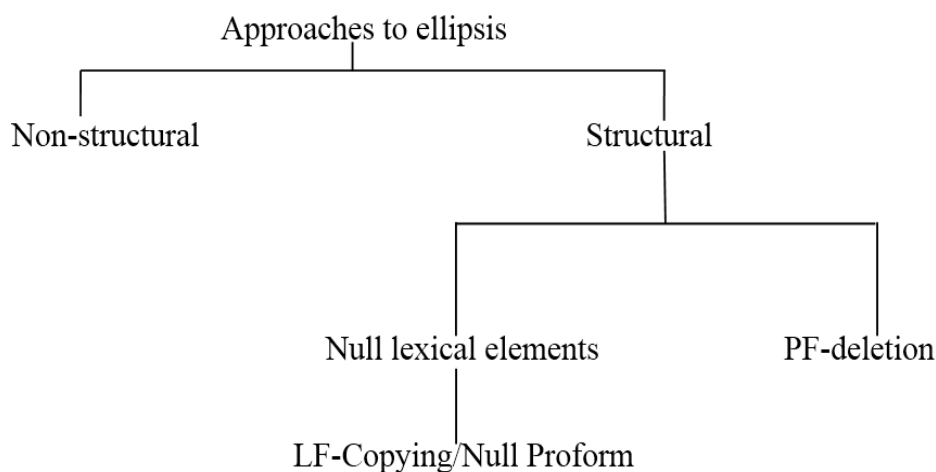 Approaches to ellipsis
Non-structural
Structural
Null lexical elements
PF-deletion
LF-Copying/Null Proform